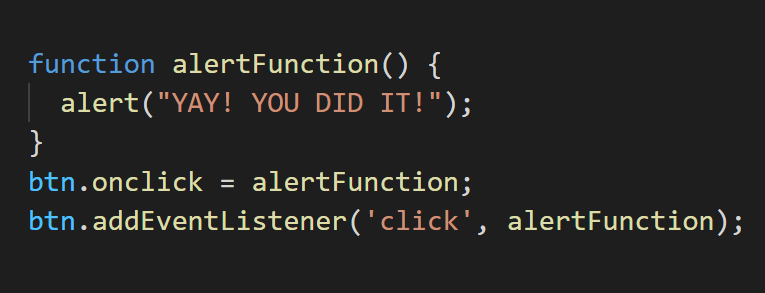 function alertFunction() {
  alert("YAY! YOU DID IT!");
}
btn.onclick = alertFunction;
btn.addEventListener('click', alertFunction);